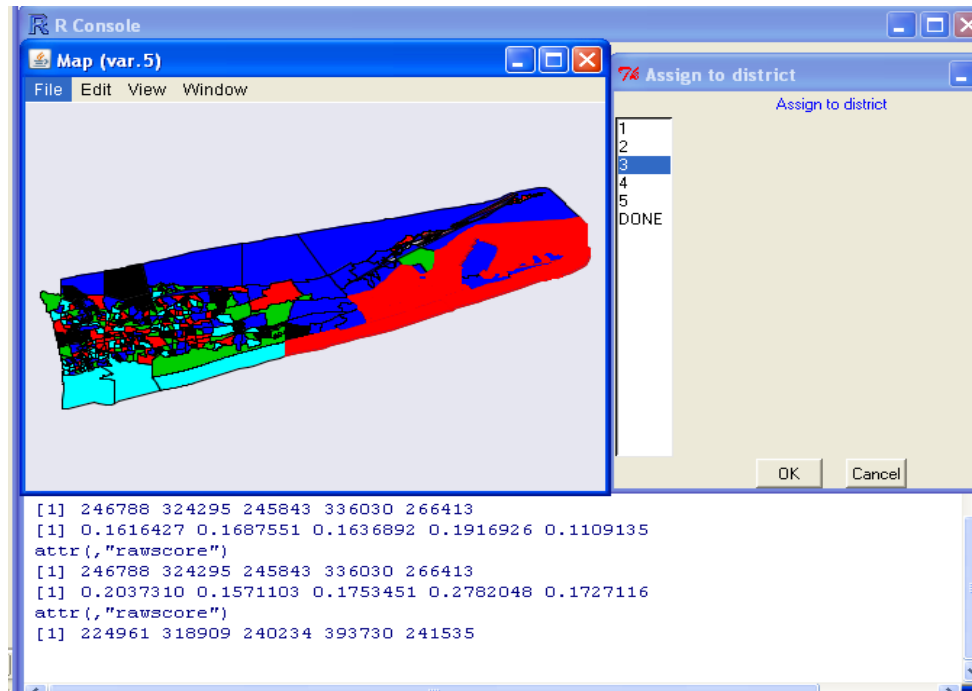 R Console
Map (var.5)
File Edit View Window
7% Assign to district
Assign to district
1
2
3
4
5
DONE
OK Cancel
[1] 246788 324295 245843 336030 266413
[1] 0.1616427 0.1687551 0.1636892 0.1916926 0.1109135
attr(,"rawscore")
[1] 246788 324295 245843 336030 266413
[1] 0.2037310 0.1571103 0.1753451 0.2782048 0.1727116
attr(,"rawscore")
[1] 224961 318909 240234 393730 241535